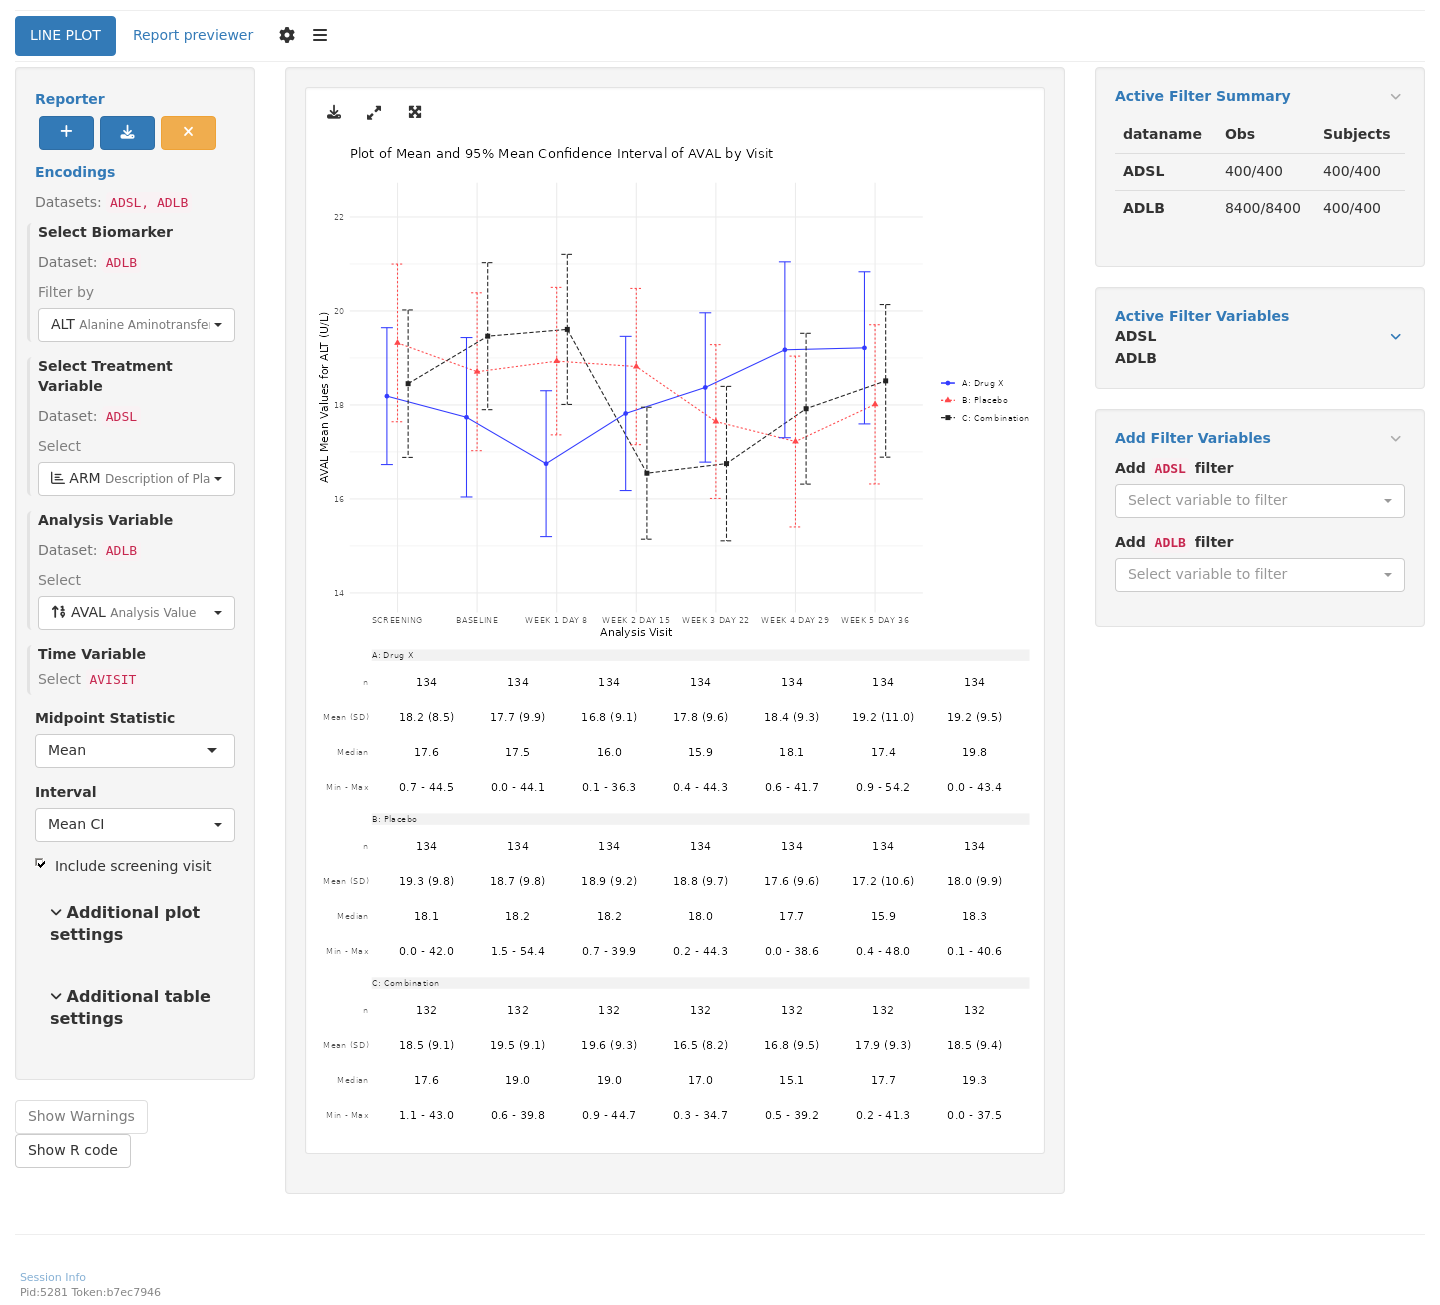 LINE PLOT Report previewer
Reporter
Encodings
Datasets: ADSL, ADLB
Select Biomarker
Dataset: ADLB
Filter by
ALT Alanine Aminotransfe
Select Treatment
Variable
Dataset: ADSL
Select
ARM Description of Pla
Analysis Variable
Dataset: ADLB
Select
AVAL Analysis Value
Time Variable
Select AVISIT
Midpoint Statistic
Mean
Interval
Mean CI
Include screening visit
Additional plot
settings
Additional table
settings
Show Warnings
Show R code
Plot of Mean and 95% Mean Confidence Interval of AVAL by Visit
AVAL Mean Values for ALT (U/L)
22
20
18
16
14
SCREENING BASELINE WEEK 1 DAY 8 WEEK 2 DAY 15 WEEK 3 DAY 22 WEEK 4 DAY 29 WEEK 5 DAY 36
Analysis Visit
A: Drug X
B: Placebo
C: Combination
A: Drug X
n 134 134 134 134 134 134 134
Mean (SD) 18.2 (8.5) 17.7 (9.9) 16.8 (9.1) 17.8 (9.6) 18.4 (9.3) 19.2 (11.0) 19.2 (9.5)
Median 17.6 17.5 16.0 15.9 18.1 17.4 19.8
Min - Max 0.7 - 44.5 0.0 - 44.1 0.1 - 36.3 0.4 - 44.3 0.6 - 41.7 0.9 - 54.2 0.0 - 43.4
B: Placebo
n 134 134 134 134 134 134 134
Mean (SD) 19.3 (9.8) 18.7 (9.8) 18.9 (9.2) 18.8 (9.7) 17.6 (9.6) 17.2 (10.6) 18.0 (9.9)
Median 18.1 18.2 18.2 18.0 17.7 15.9 18.3
Min - Max 0.0 - 42.0 1.5 - 54.4 0.7 - 39.9 0.2 - 44.3 0.0 - 38.6 0.4 - 48.0 0.1 - 40.6
C: Combination
n 132 132 132 132 132 132 132
Mean (SD) 18.5 (9.1) 19.5 (9.1) 19.6 (9.3) 16.5 (8.2) 16.8 (9.5) 17.9 (9.3) 18.5 (9.4)
Median 17.6 19.0 19.0 17.0 15.1 17.7 19.3
Min - Max 1.1 - 43.0 0.6 - 39.8 0.9 - 44.7 0.3 - 34.7 0.5 - 39.2 0.2 - 41.3 0.0 - 37.5
Active Filter Summary
dataname Obs Subjects
ADSL 400/400 400/400
ADLB 8400/8400 400/400
Active Filter Variables
ADSL
ADLB
Add Filter Variables
Add ADSL filter
Select variable to filter
Add ADLB filter
Select variable to filter
Session Info
Pid:5281 Token:b7ec7946